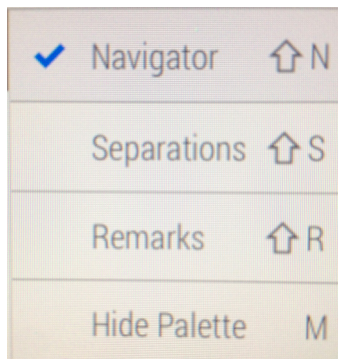 Navigator ⇧ N
Separations ⇧ S
Remarks ⇧ R
Hide Palette M